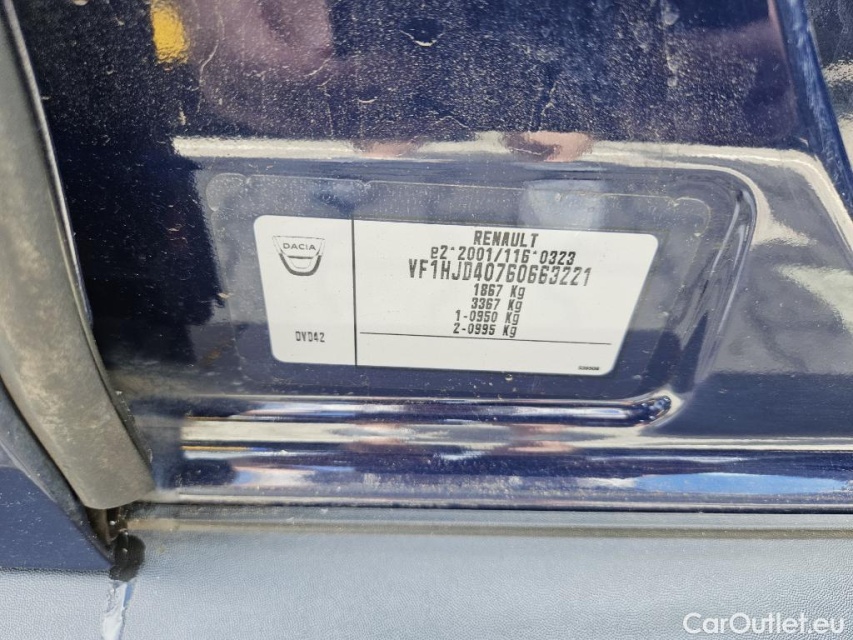 DACIA
DVD42
RENAULT
e2*2001/116*0323
VF1HJD40760663221
1867 Kg
3367 Kg
1-0950 Kg
2-0995 Kg
CarOutlet.eu